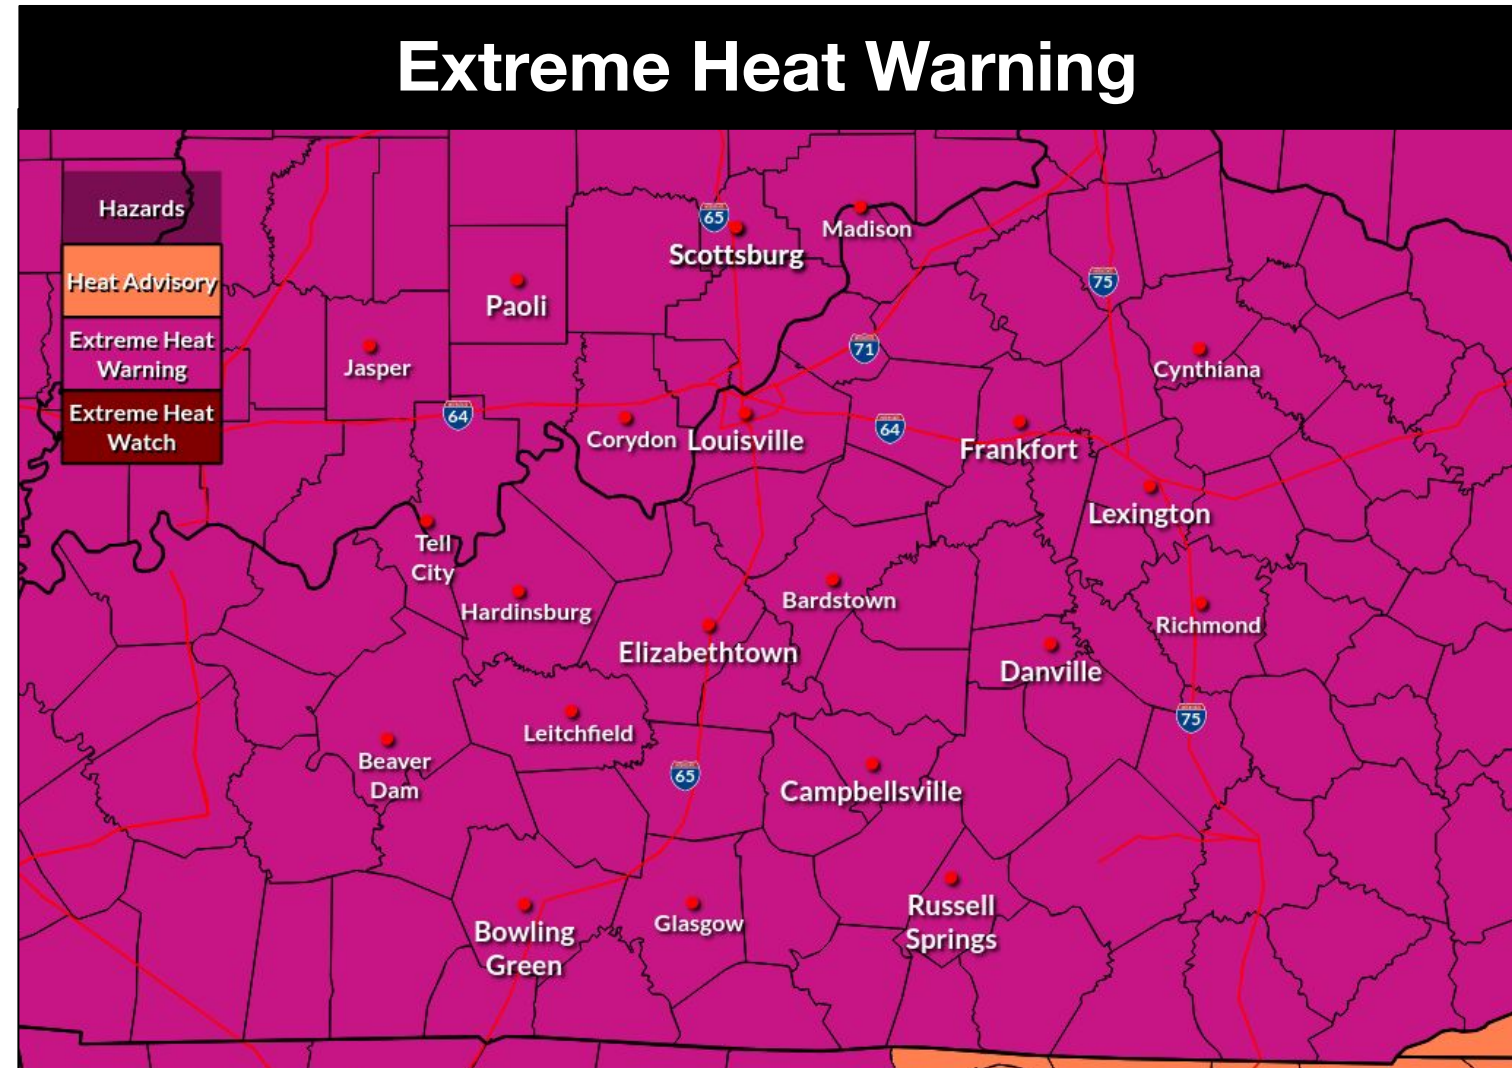 Extreme Heat Warning
Hazards
Heat Advisory
Extreme Heat
Warning
Extreme Heat
Watch
65
Scottsburg
Madison
Paoli
75
Jasper
71
Cynthiana
64
Corydon
Louisville
64
Frankfort
Lexington
Tell
City
Hardinsburg
Bardstown
Richmond
Elizabethtown
Danville
Leitchfield
75
Beaver
Dam
65
Campbellsville
Russell
Springs
Bowling
Green
Glasgow